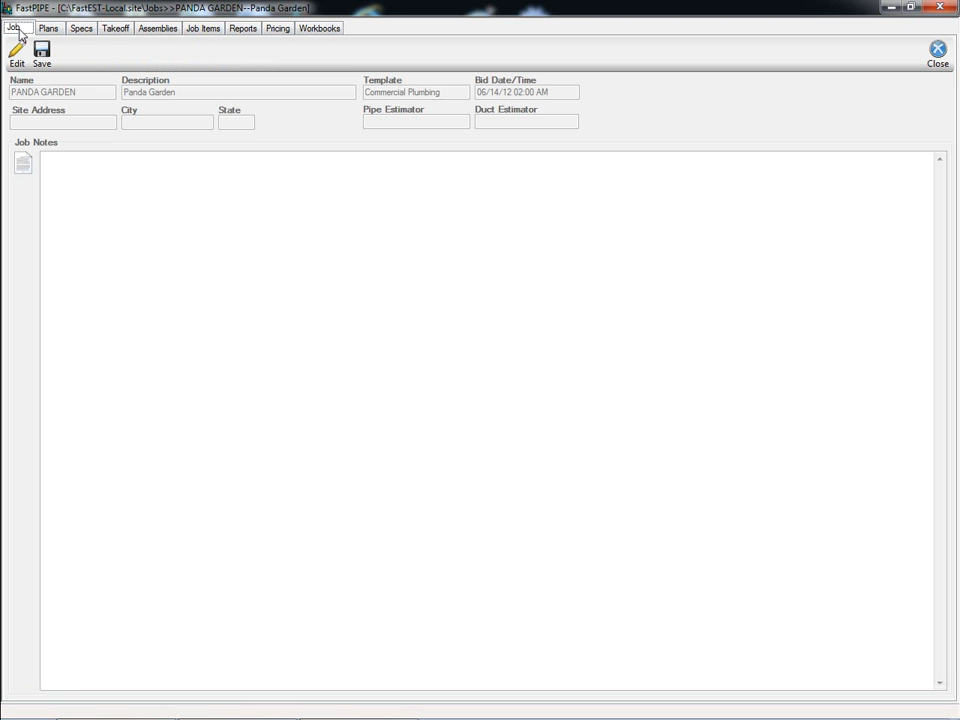 FastPIPE - [C:\FastEST-Local.site\Jobs>>PANDA GARDEN--Panda Garden]
Job Plans Specs Takeoff Assemblies Job Items Reports Pricing Workbooks
Edit Save Close
Name Description Template Bid Date/Time
PANDA GARDEN Panda Garden Commercial Plumbing 06/14/12 02:00 AM
Site Address City State Pipe Estimator Duct Estimator
Job Notes